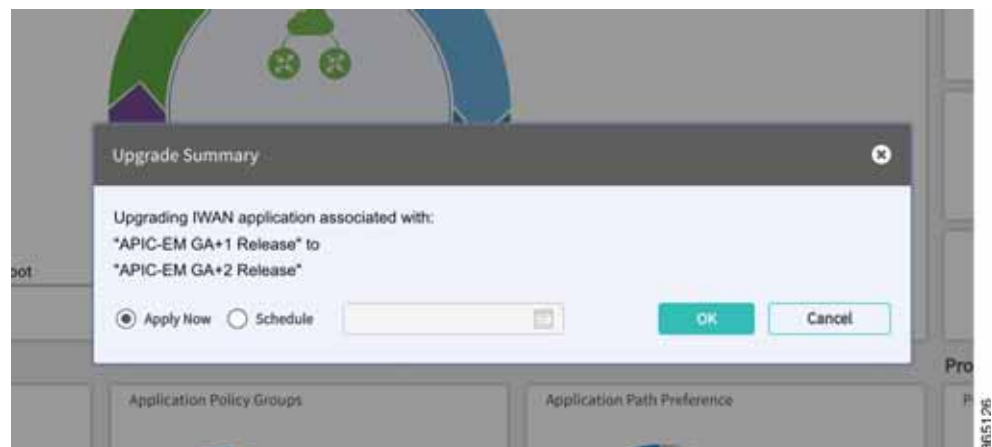 Upgrade Summary
Upgrading IWAN application associated with:
"APIC-EM GA+1 Release" to
"APIC-EM GA+2 Release"
Apply Now Schedule OK Cancel
oot
Pro
Application Policy Groups Application Path Preference P
365126